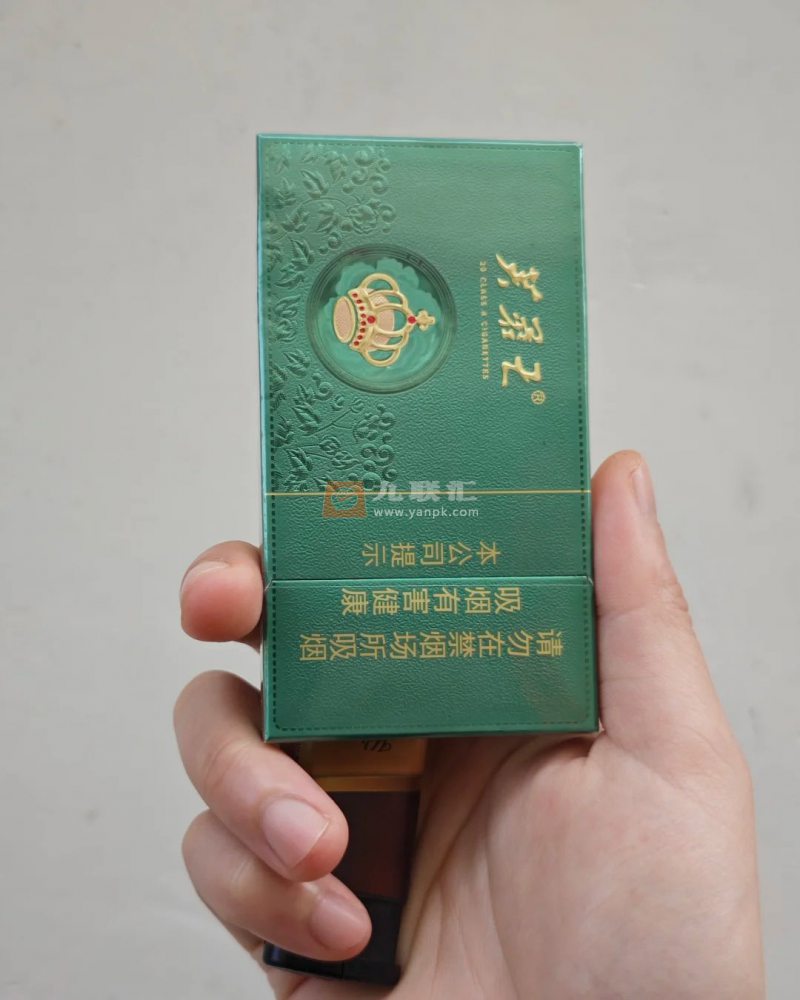 芙蓉王®
20 CLASS A CIGARETTES
九联汇
www.yanpk.com
本公司提示
吸烟有害健康
请勿在禁烟场所吸烟